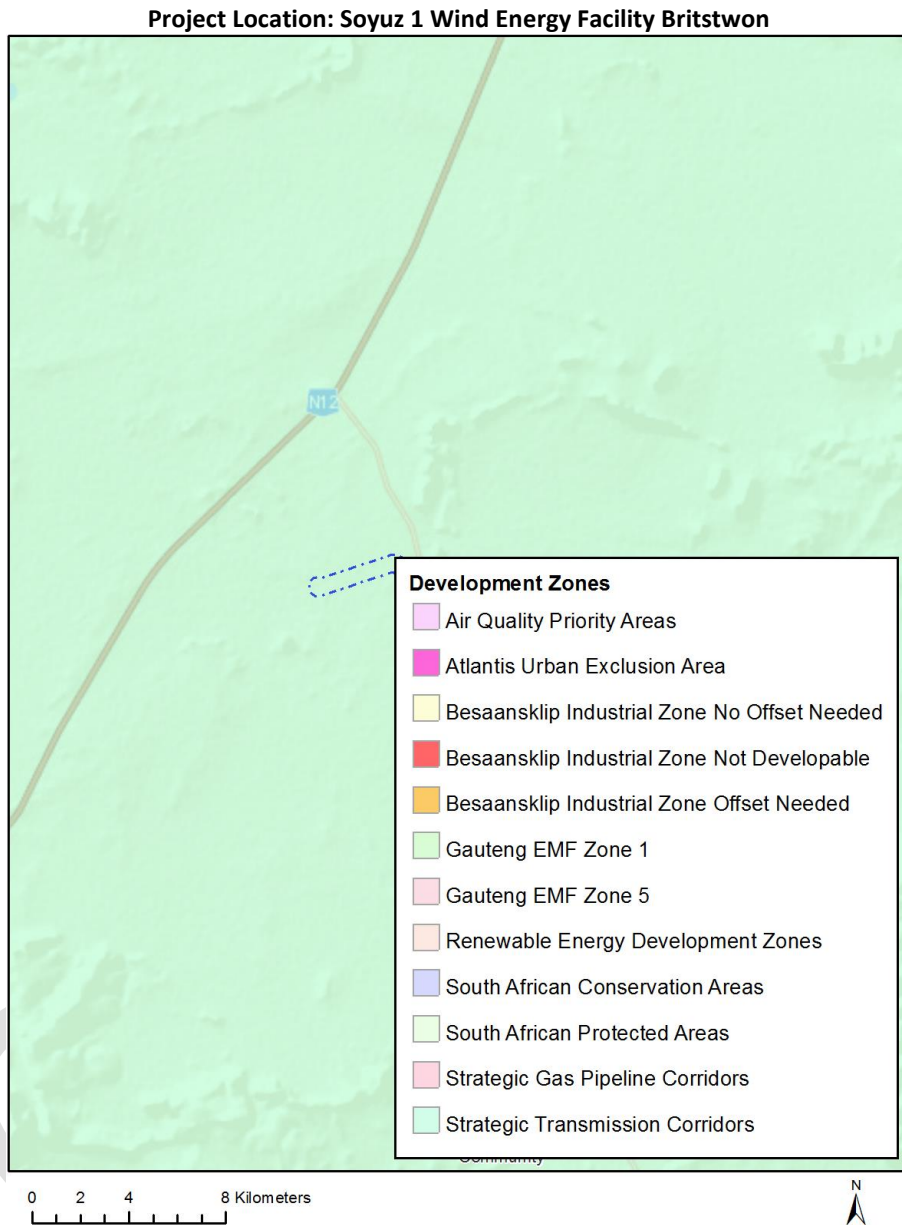 Project Location: Soyuz 1 Wind Energy Facility Britstwon
N12
Development Zones
Air Quality Priority Areas
Atlantis Urban Exclusion Area
Besaansklip Industrial Zone No Offset Needed
Besaansklip Industrial Zone Not Developable
Besaansklip Industrial Zone Offset Needed
Gauteng EMF Zone 1
Gauteng EMF Zone 5
Renewable Energy Development Zones
South African Conservation Areas
South African Protected Areas
Strategic Gas Pipeline Corridors
Strategic Transmission Corridors
Community
0 2 4 8 Kilometers
N